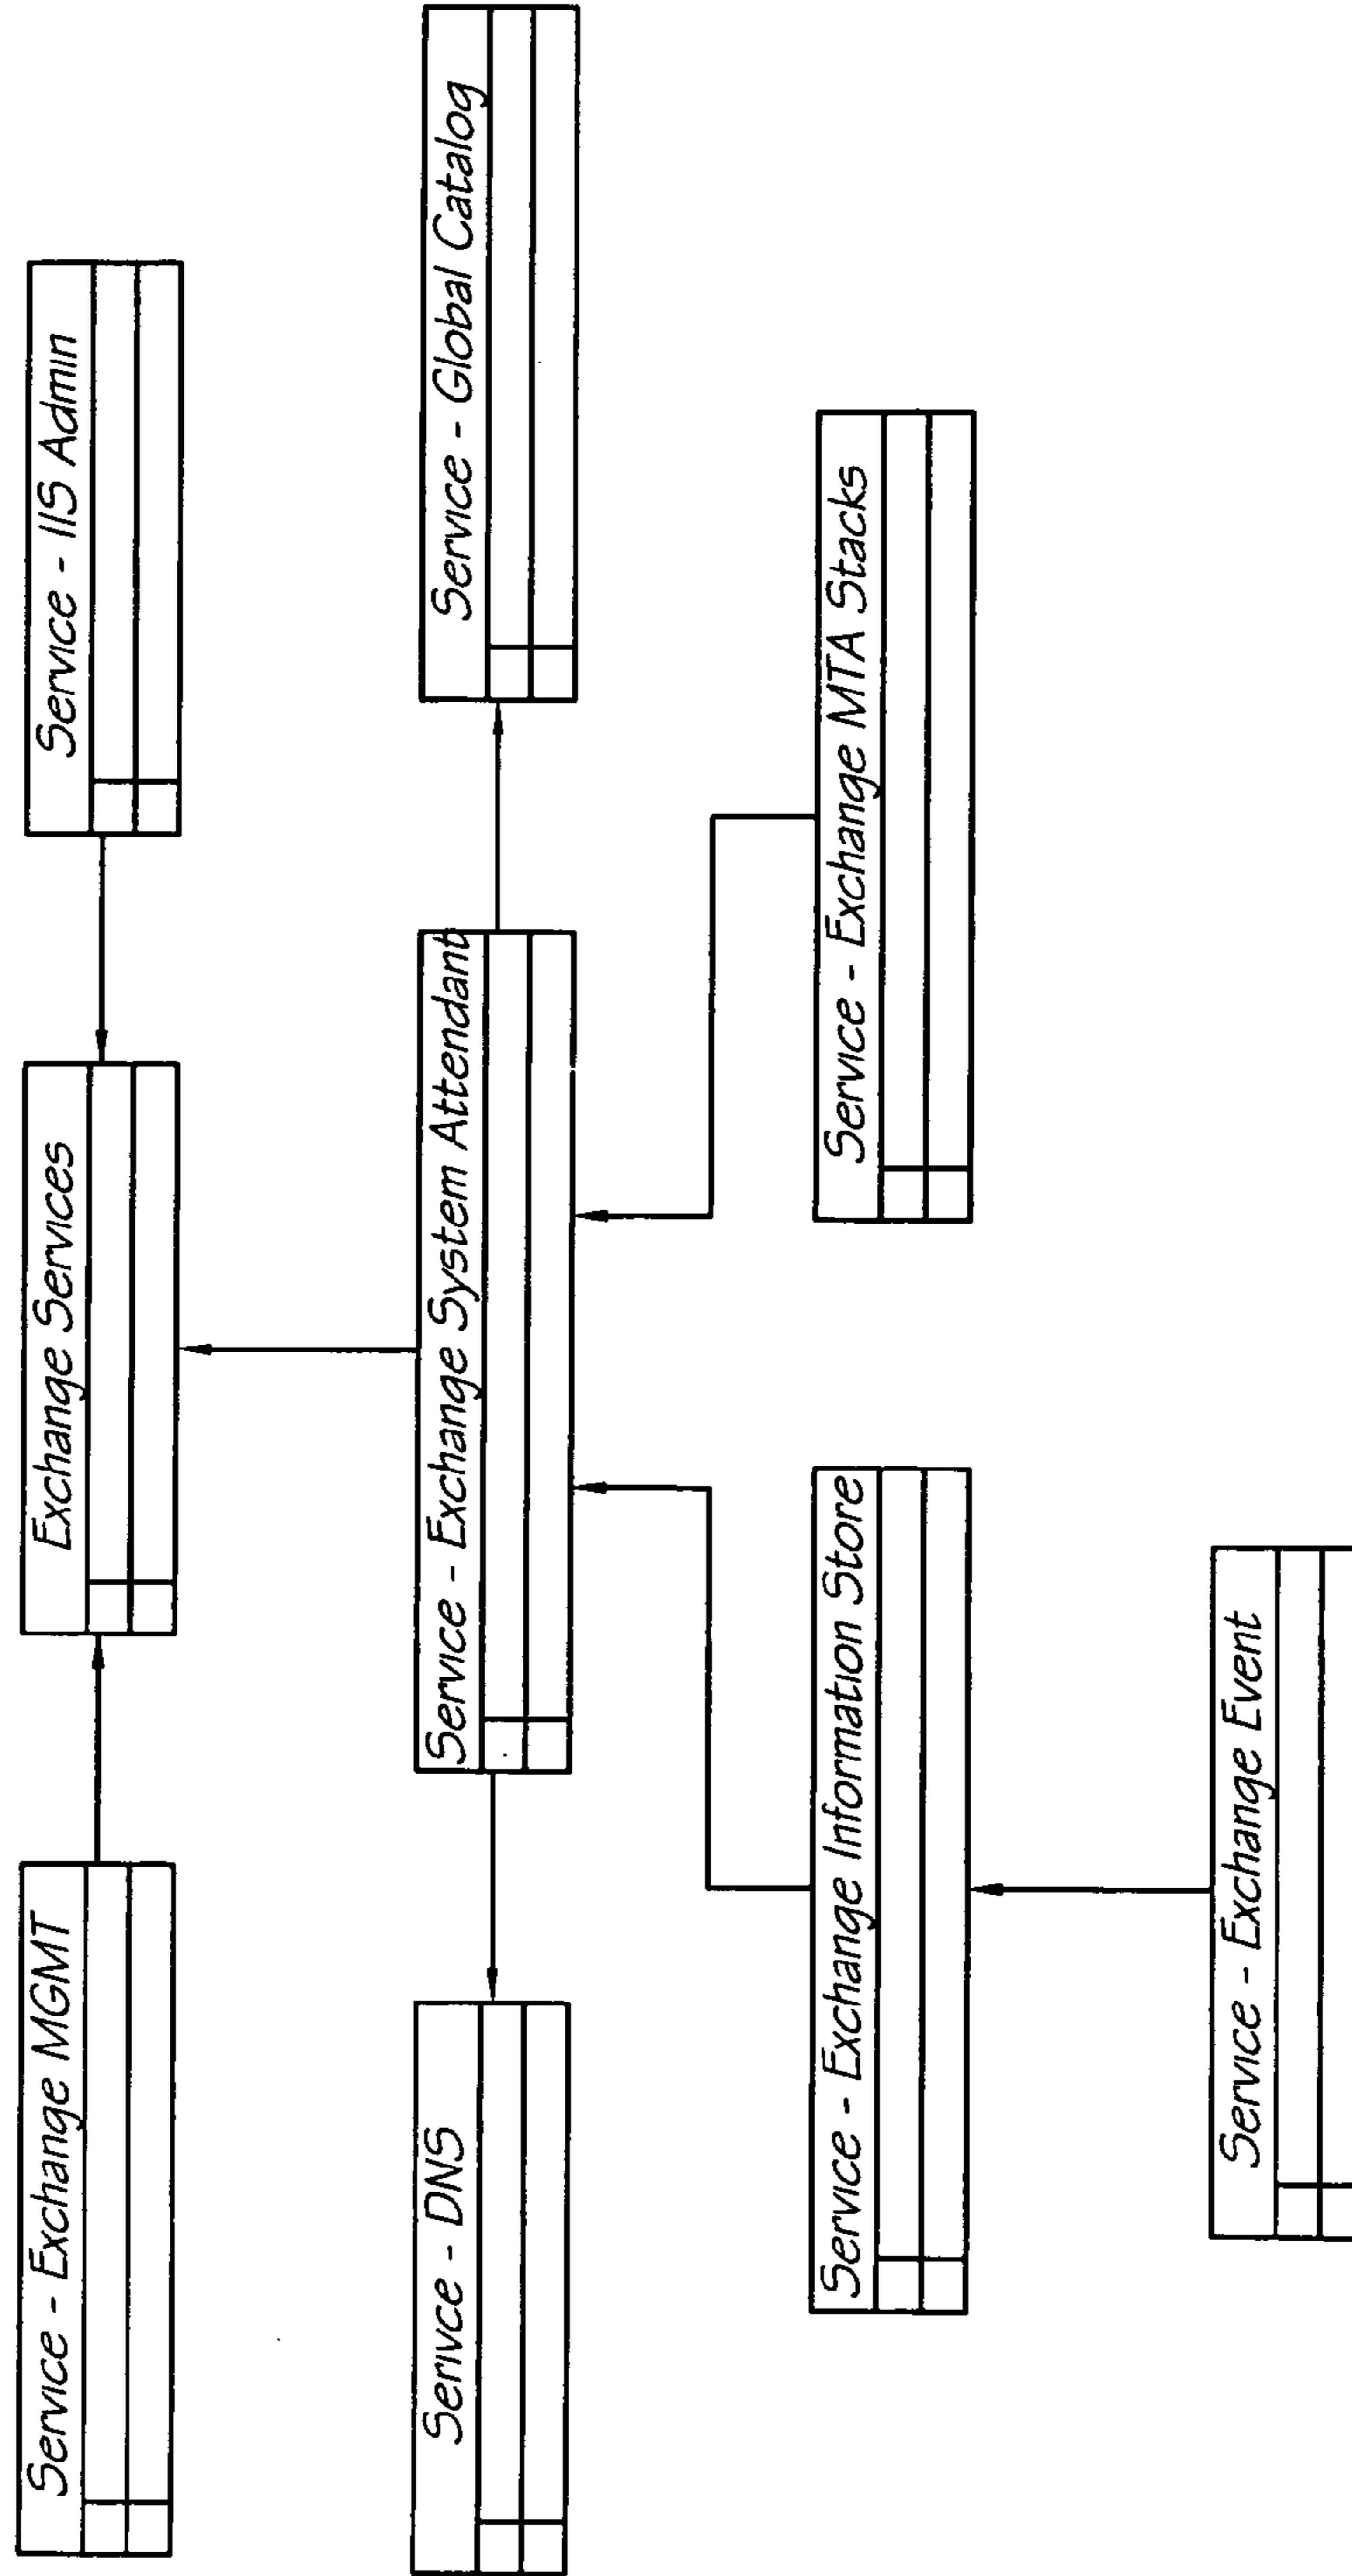 Service - Exchange MGMT
Exchange Services
Service - IIS Admin
Serivce - DNS
Service - Exchange System Attendant
Service - Global Catalog
Service - Exchange Information Store
Service - Exchange MTA Stacks
Service - Exchange Event